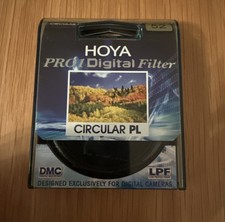 HOYA
PRO1 Digital Filter
CIRCULAR PL
DMC
LPF
DESIGNED EXCLUSIVELY FOR DIGITAL CAMERAS